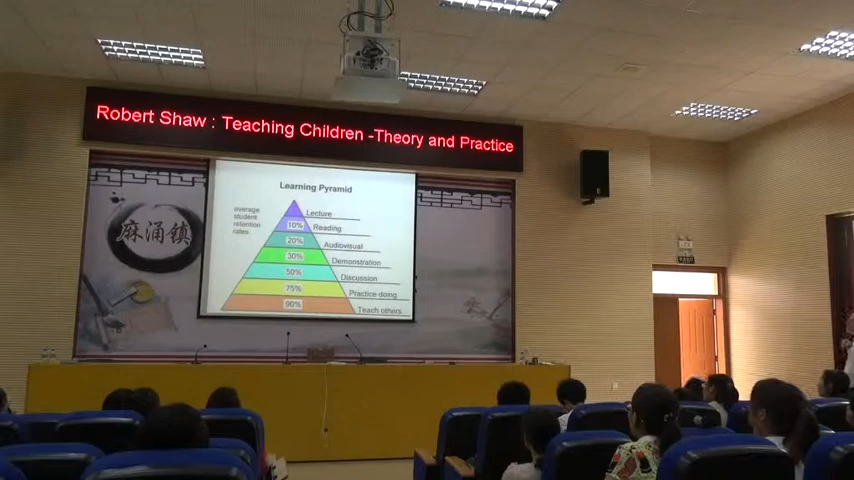 Robert Shaw : Teaching Children -Theory and Practice
Learning Pyramid
average
student
retention
rates.
Lecture
10%
Reading
20%
Audiovisual
30%
Demonstration
50%
Discussion
75%
Practice doing
90%
Teach others
麻涌镇